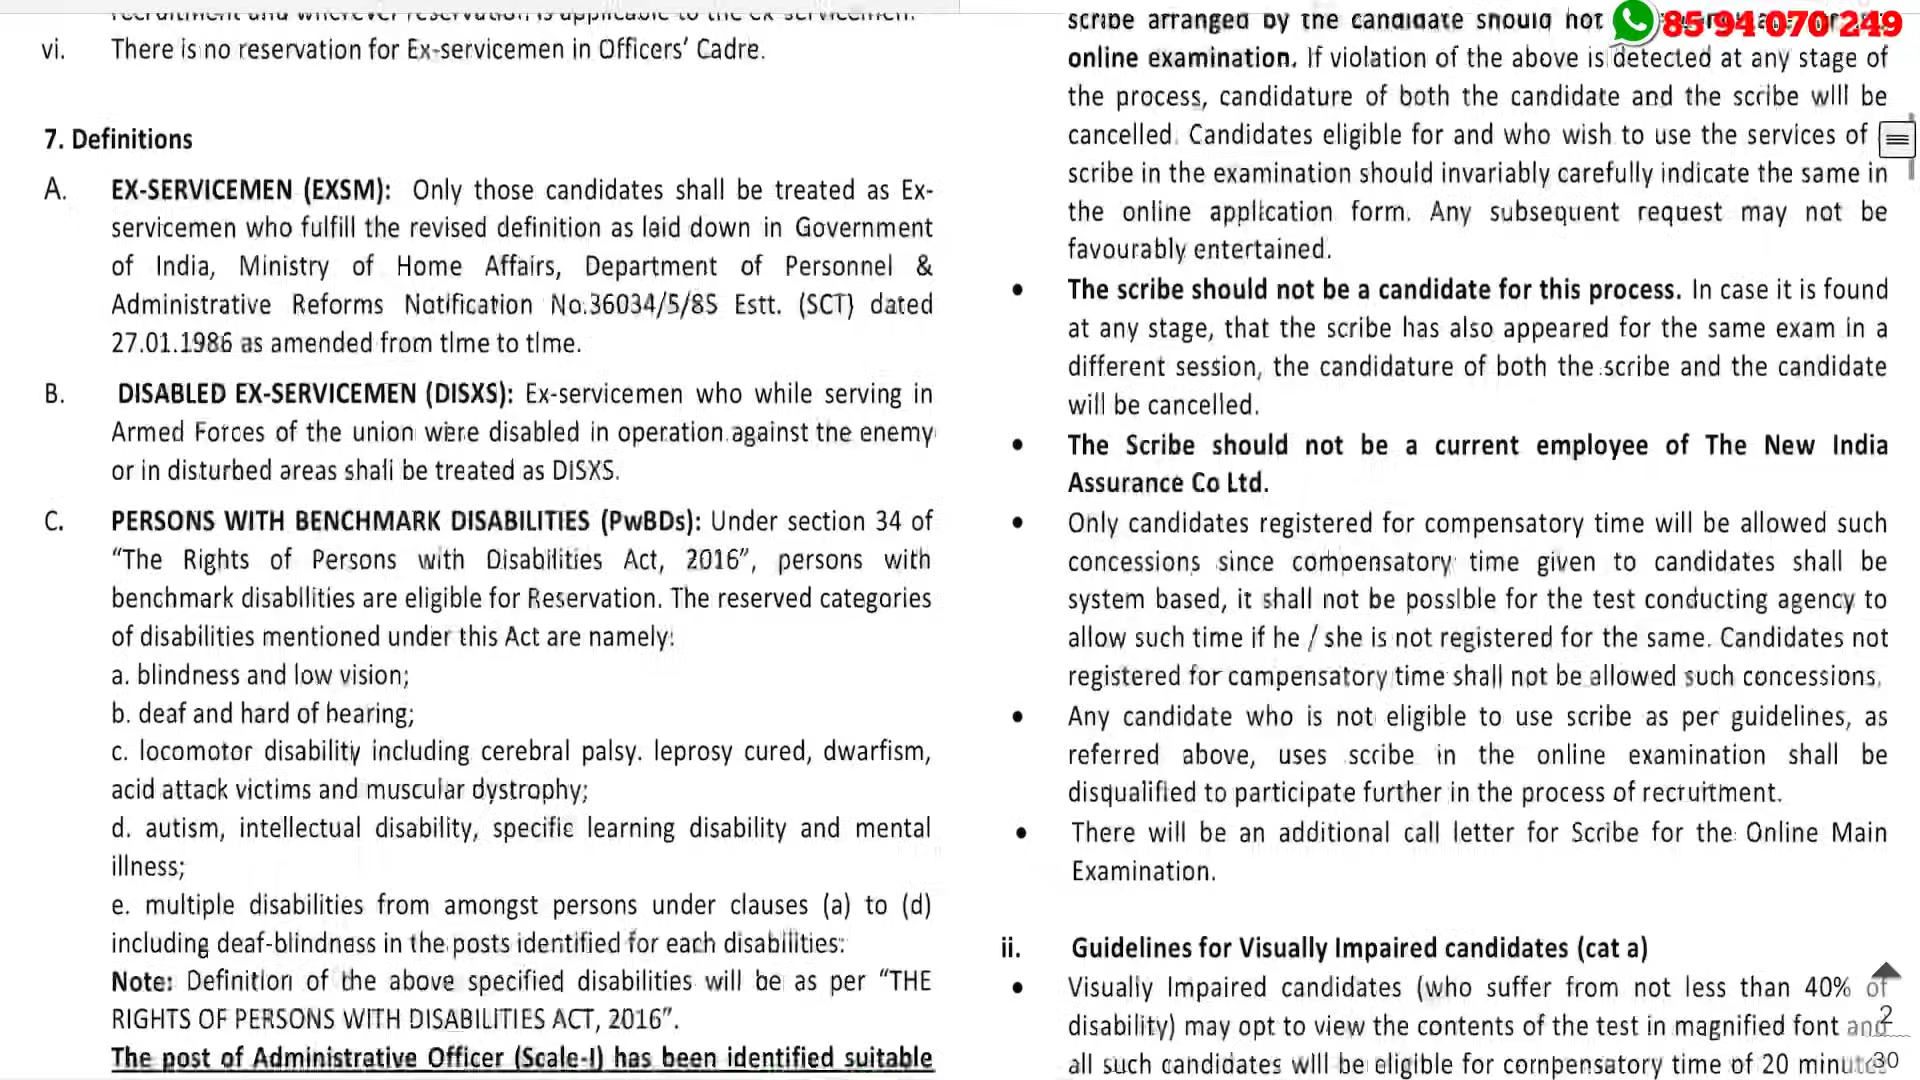 vi. There is no reservation for Ex-servicemen in Officers' Cadre.
7. Definitions
A. EX-SERVICEMEN (EXSM): Only those candidates shall be treated as Ex-
servicemen who fulfill the revised definition as laid down in Government
of India, Ministry of Home Affairs, Department of Personnel &
Administrative Reforms Notification No.36034/5/85 Estt. (SCT) dated
27.01.1986 as amended from time to time.
B. DISABLED EX-SERVICEMEN (DISXS): Ex-servicemen who while serving in
Armed Forces of the union were disabled in operation against the enemy
or in disturbed areas shall be treated as DISXS.
C. PERSONS WITH BENCHMARK DISABILITIES (PwBDs): Under section 34 of
“The Rights of Persons with Disabilities Act, 2016”, persons with
benchmark disabilities are eligible for Reservation. The reserved categories
of disabilities mentioned under this Act are namely:
a. blindness and low vision;
b. deaf and hard of hearing;
c. locomotor disability including cerebral palsy. leprosy cured, dwarfism,
acid attack victims and muscular dystrophy;
d. autism, intellectual disability, specific learning disability and mental
illness;
e. multiple disabilities from amongst persons under clauses (a) to (d)
including deaf-blindness in the posts identified for each disabilities:
Note: Definition of the above specified disabilities will be as per “THE
RIGHTS OF PERSONS WITH DISABILITIES ACT, 2016”.
The post of Administrative Officer (Scale-I) has been identified suitable
scribe arranged by the candidate should not
85 94 070 249
online examination. If violation of the above is detected at any stage of
the process, candidature of both the candidate and the scribe will be
cancelled. Candidates eligible for and who wish to use the services of
scribe in the examination should invariably carefully indicate the same in
the online application form. Any subsequent request may not be
favourably entertained.
• The scribe should not be a candidate for this process. In case it is found
at any stage, that the scribe has also appeared for the same exam in a
different session, the candidature of both the scribe and the candidate
will be cancelled.
• The Scribe should not be a current employee of The New India
Assurance Co Ltd.
• Only candidates registered for compensatory time will be allowed such
concessions since compensatory time given to candidates shall be
system based, it shall not be possible for the test conducting agency to
allow such time if he / she is not registered for the same. Candidates not
registered for compensatory time shall not be allowed such concessions.
• Any candidate who is not eligible to use scribe as per guidelines, as
referred above, uses scribe in the online examination shall be
disqualified to participate further in the process of recruitment.
• There will be an additional call letter for Scribe for the Online Main
Examination.
ii. Guidelines for Visually Impaired candidates (cat a)
• Visually Impaired candidates (who suffer from not less than 40% of
disability) may opt to view the contents of the test in magnified font and
all such candidates will be eligible for compensatory time of 20 minutes
2
30